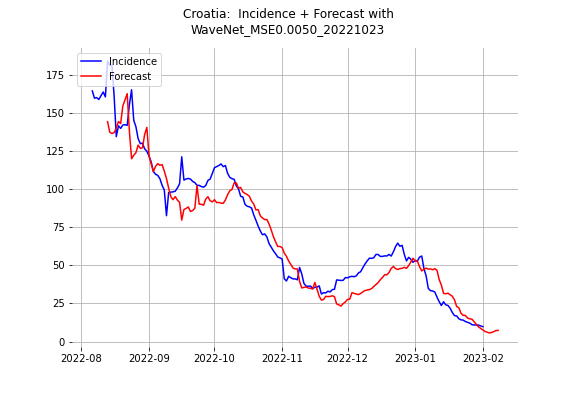 Croatia:  Incidence + Forecast with
WaveNet_MSE0.0050_20221023
Incidence
Forecast
175
150
125
100
75
50
25
0
2022-08 2022-09 2022-10 2022-11 2022-12 2023-01 2023-02